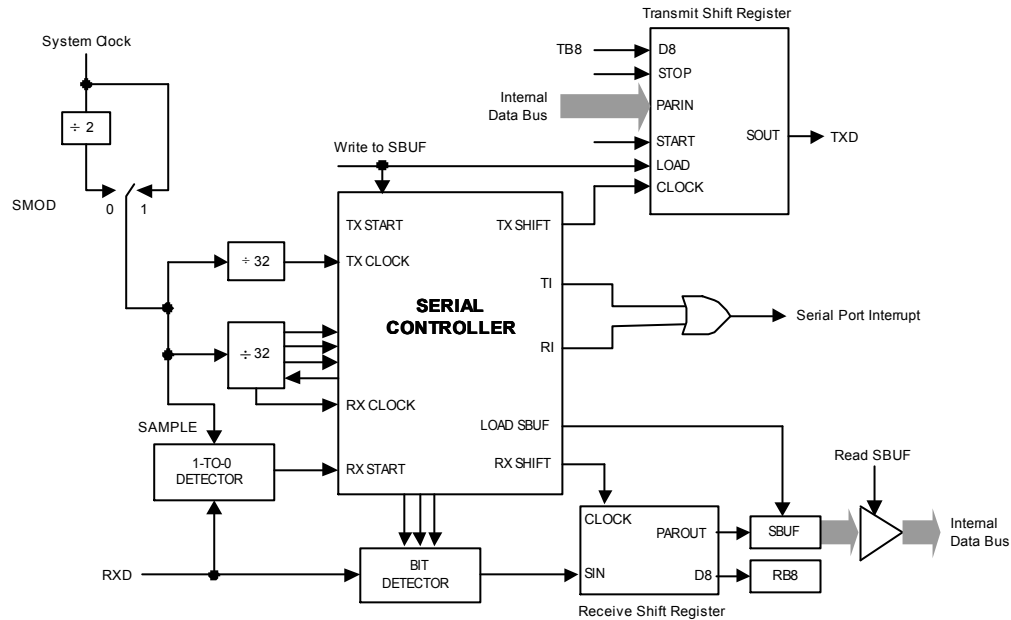 Transmit Shift Register
System Clock
TB8
D8
STOP
÷ 2
Internal
Data Bus
PARIN
SOUT
TXD
START
Write to SBUF
LOAD
CLOCK
SMOD
0
1
TX START
TX SHIFT
÷ 32
TX CLOCK
TI
SERIAL
CONTROLLER
Serial Port Interrupt
÷ 32
RI
RX CLOCK
SAMPLE
LOAD SBUF
1-TO-0
DETECTOR
RX START
RX SHIFT
Read SBUF
CLOCK
PAROUT
SBUF
Internal
Data Bus
RXD
BIT
DETECTOR
SIN
D8
RB8
Receive Shift Register